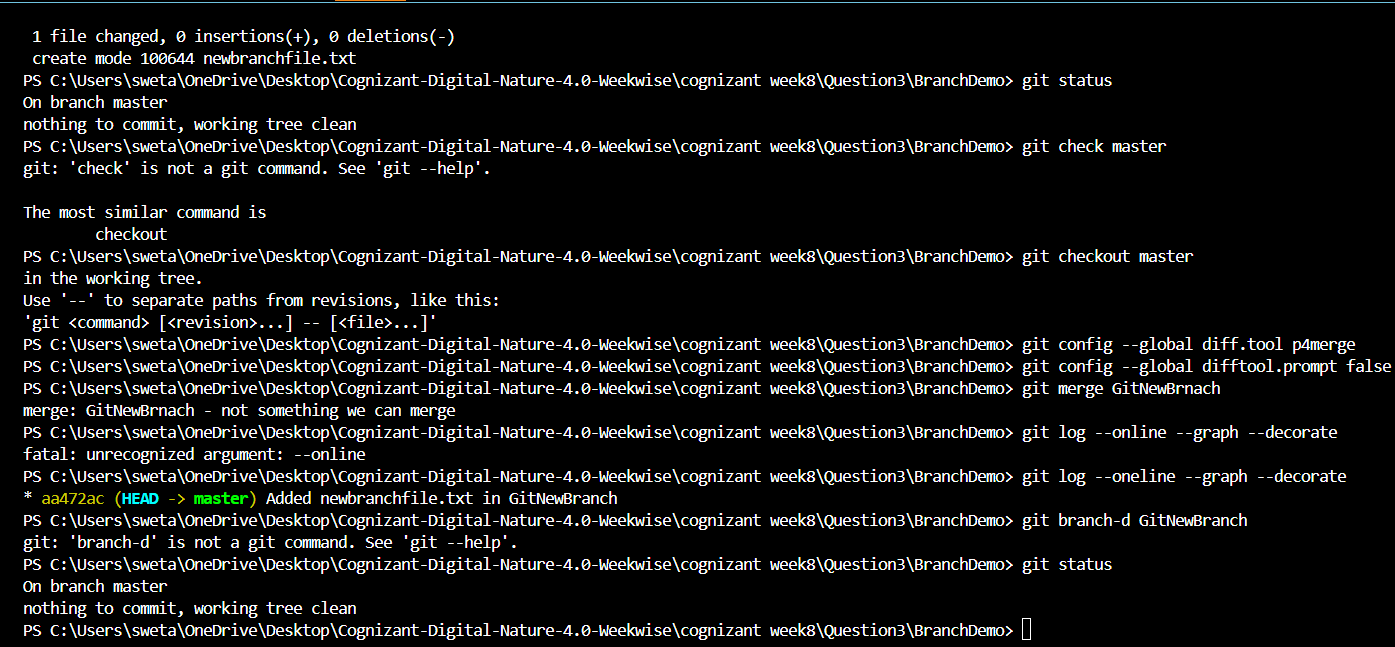 1 file changed, 0 insertions(+), 0 deletions(-)
create mode 100644 newbranchfile.txt
PS C:\Users\sweta\OneDrive\Desktop\Cognizant-Digital-Nature-4.0-Weekwise\cognizant week8\Question3\BranchDemo> git status
On branch master
nothing to commit, working tree clean
PS C:\Users\sweta\OneDrive\Desktop\Cognizant-Digital-Nature-4.0-Weekwise\cognizant week8\Question3\BranchDemo> git check master
git: 'check' is not a git command. See 'git --help'.

The most similar command is
        checkout
PS C:\Users\sweta\OneDrive\Desktop\Cognizant-Digital-Nature-4.0-Weekwise\cognizant week8\Question3\BranchDemo> git checkout master
in the working tree.
Use '--' to separate paths from revisions, like this:
'git <command> [<revision>...] -- [<file>...]'
PS C:\Users\sweta\OneDrive\Desktop\Cognizant-Digital-Nature-4.0-Weekwise\cognizant week8\Question3\BranchDemo> git config --global diff.tool p4merge
PS C:\Users\sweta\OneDrive\Desktop\Cognizant-Digital-Nature-4.0-Weekwise\cognizant week8\Question3\BranchDemo> git config --global difftool.prompt false
PS C:\Users\sweta\OneDrive\Desktop\Cognizant-Digital-Nature-4.0-Weekwise\cognizant week8\Question3\BranchDemo> git merge GitNewBrnach
merge: GitNewBrnach - not something we can merge
PS C:\Users\sweta\OneDrive\Desktop\Cognizant-Digital-Nature-4.0-Weekwise\cognizant week8\Question3\BranchDemo> git log --online --graph --decorate
fatal: unrecognized argument: --online
PS C:\Users\sweta\OneDrive\Desktop\Cognizant-Digital-Nature-4.0-Weekwise\cognizant week8\Question3\BranchDemo> git log --oneline --graph --decorate
* aa472ac (HEAD -> master) Added newbranchfile.txt in GitNewBranch
PS C:\Users\sweta\OneDrive\Desktop\Cognizant-Digital-Nature-4.0-Weekwise\cognizant week8\Question3\BranchDemo> git branch-d GitNewBranch
git: 'branch-d' is not a git command. See 'git --help'.
PS C:\Users\sweta\OneDrive\Desktop\Cognizant-Digital-Nature-4.0-Weekwise\cognizant week8\Question3\BranchDemo> git status
On branch master
nothing to commit, working tree clean
PS C:\Users\sweta\OneDrive\Desktop\Cognizant-Digital-Nature-4.0-Weekwise\cognizant week8\Question3\BranchDemo>